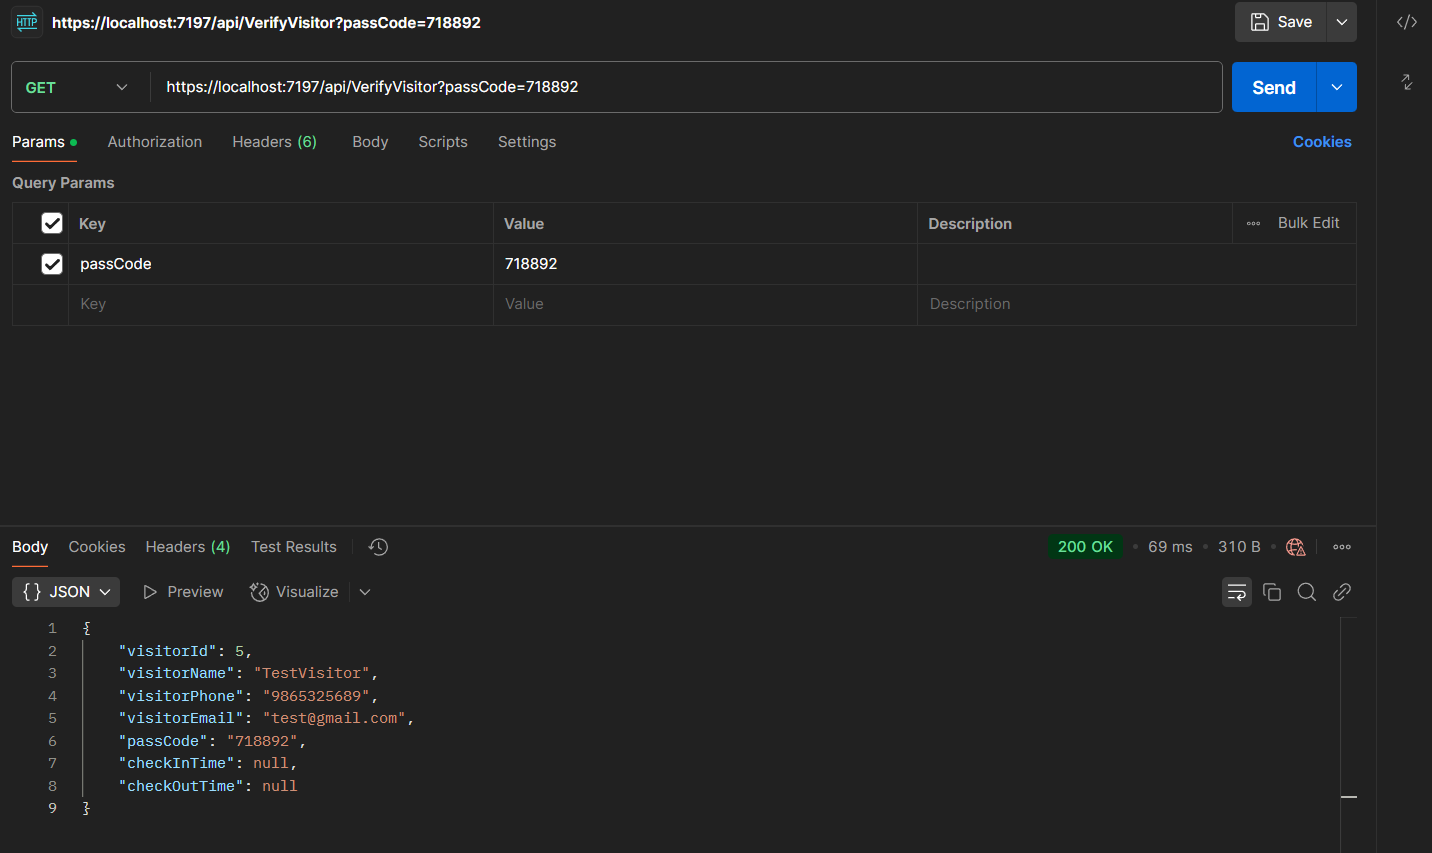 HTTP https://localhost:7197/api/VerifyVisitor?passCode=718892 Save
GET https://localhost:7197/api/VerifyVisitor?passCode=718892 Send
Params Authorization Headers (6) Body Scripts Settings Cookies
Query Params
Key Value Description Bulk Edit
passCode 718892
Key Value Description
Body Cookies Headers (4) Test Results 200 OK • 69 ms • 310 B •
{} JSON Preview Visualize
1 {
2 "visitorId": 5,
3 "visitorName": "TestVisitor",
4 "visitorPhone": "9865325689",
5 "visitorEmail": "test@gmail.com",
6 "passCode": "718892",
7 "checkInTime": null,
8 "checkOutTime": null
9 }